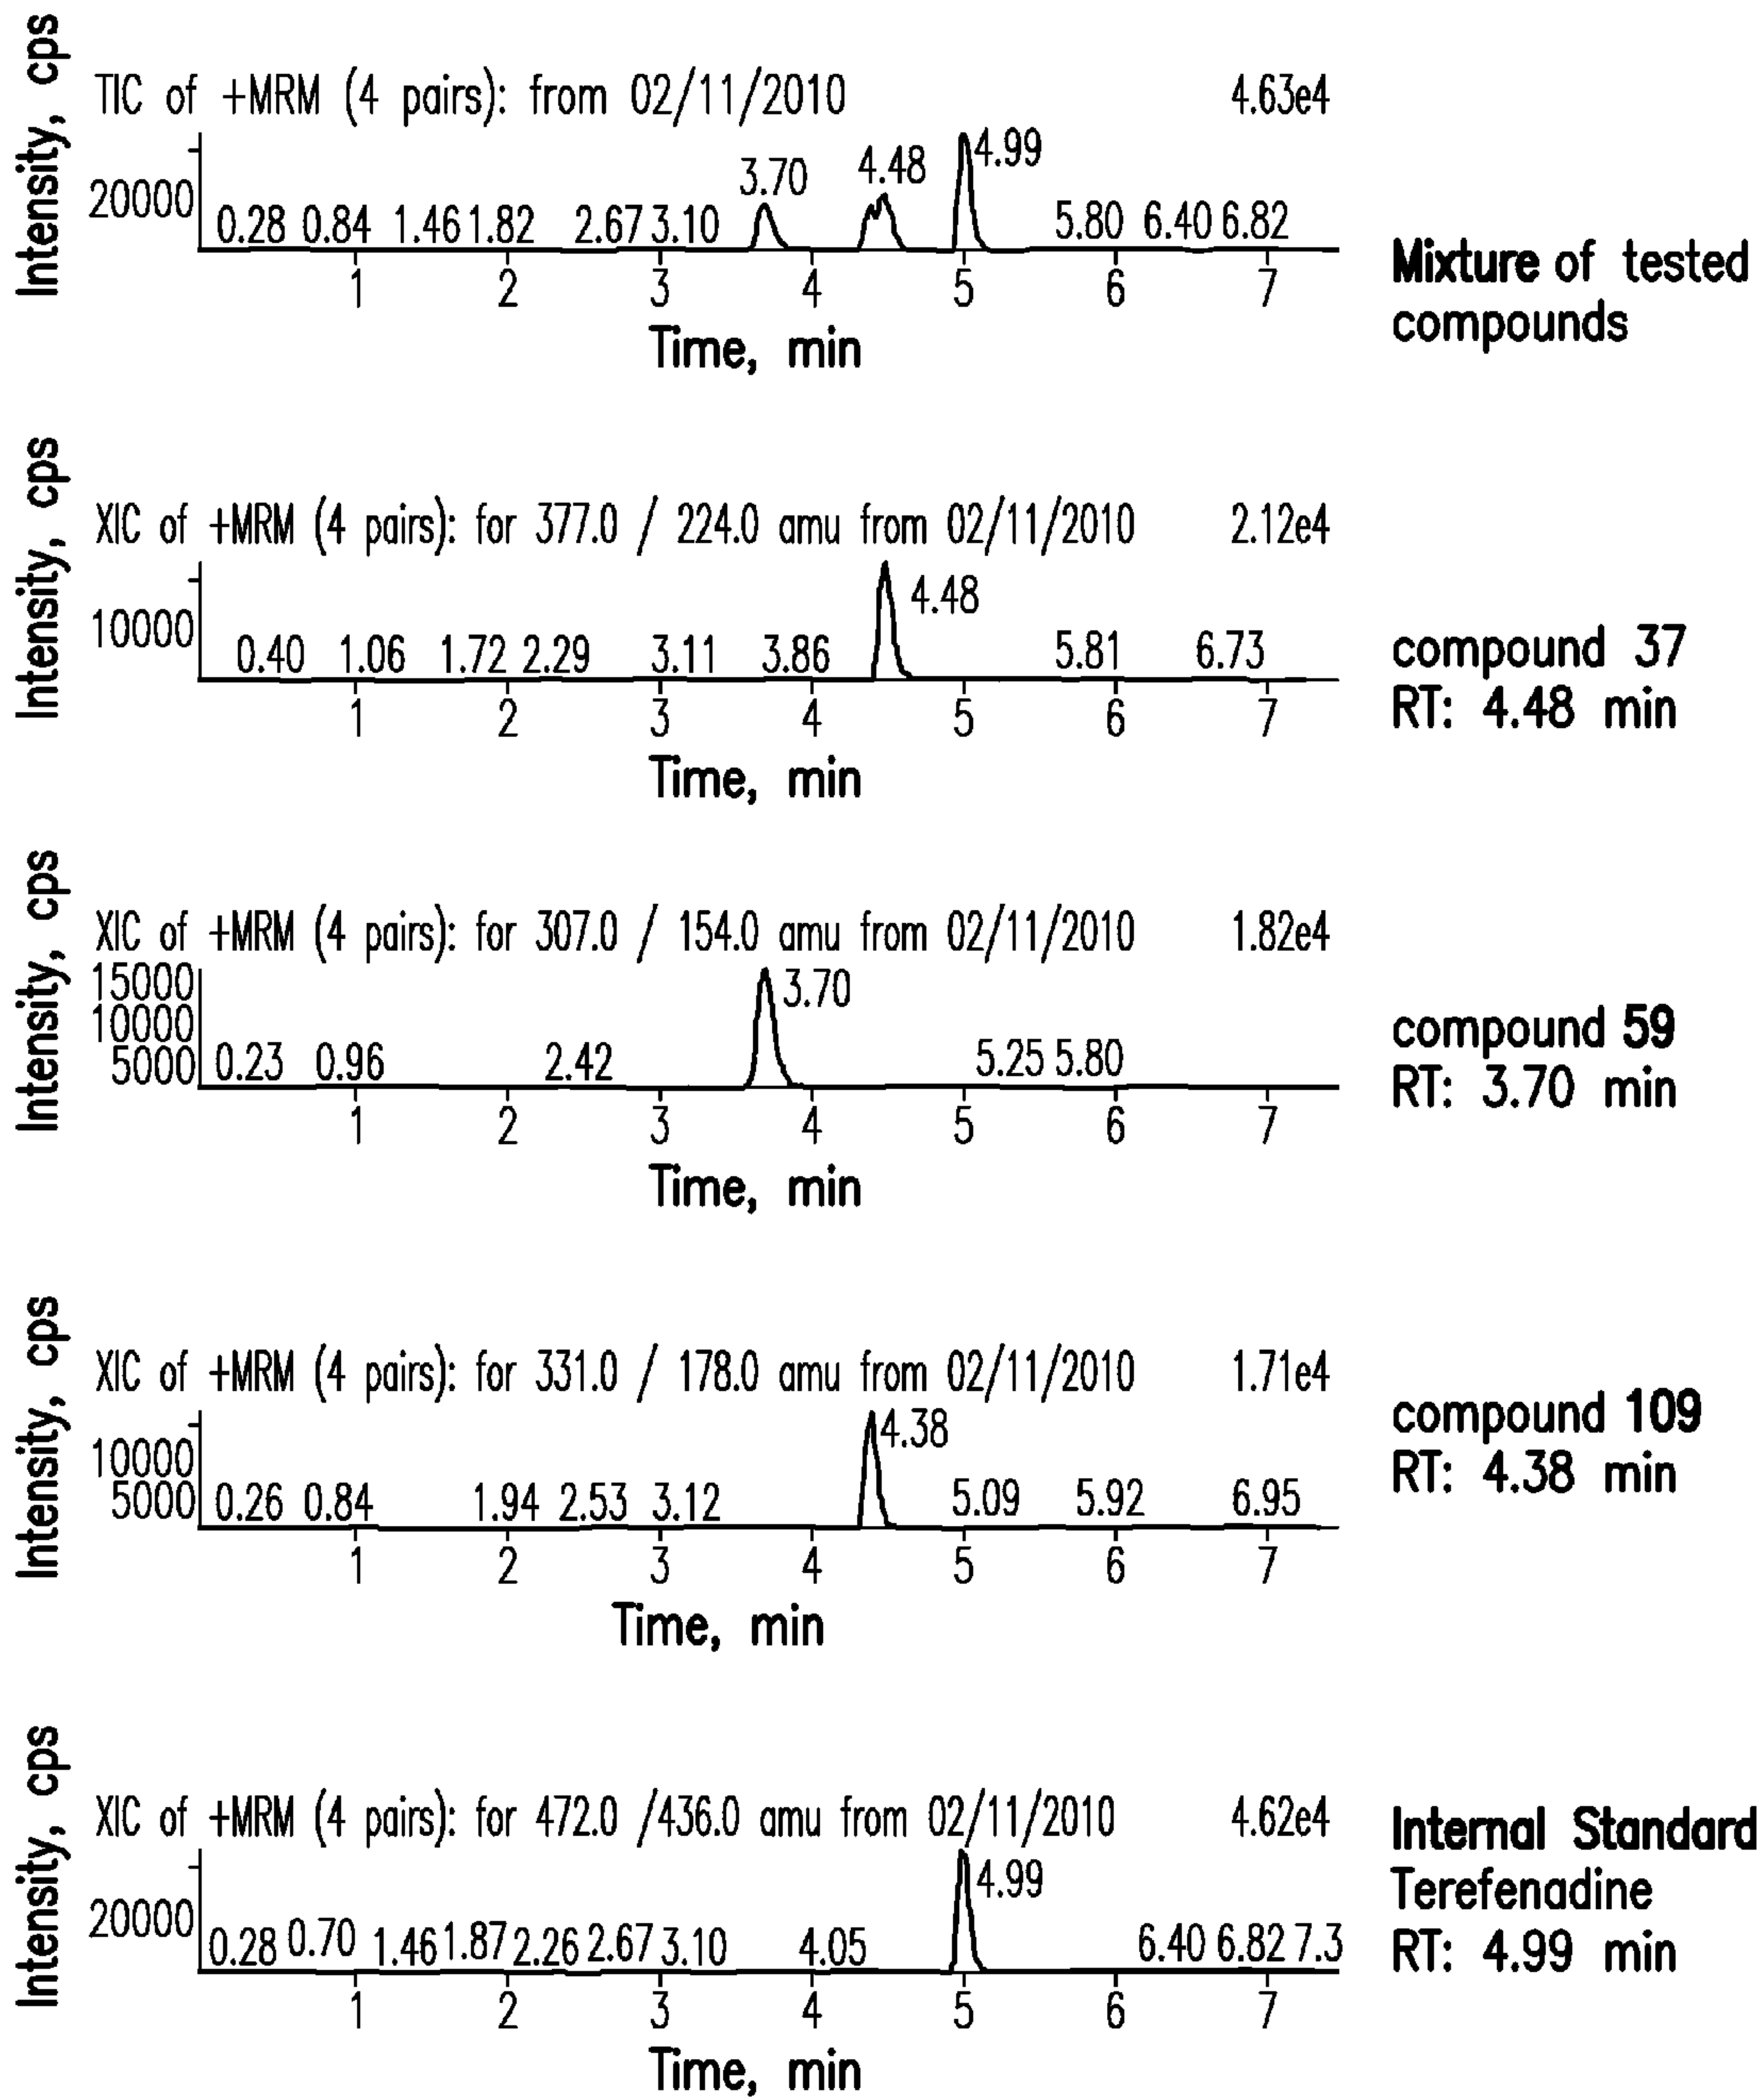 Intensity, cps
TIC of +MRM (4 pairs): from 02/11/2010 4.63e4
20000
0.28 0.84 1.46 1.82 2.67 3.10 3.70 4.48 4.99 5.80 6.40 6.82
1 2 3 4 5 6 7
Time, min
Mixture of tested
compounds
Intensity, cps
XIC of +MRM (4 pairs): for 377.0 / 224.0 amu from 02/11/2010 2.12e4
10000
0.40 1.06 1.72 2.29 3.11 3.86 4.48 5.81 6.73
1 2 3 4 5 6 7
Time, min
compound 37
RT: 4.48 min
Intensity, cps
XIC of +MRM (4 pairs): for 307.0 / 154.0 amu from 02/11/2010 1.82e4
15000
10000
5000
0.23 0.96 2.42 3.70 5.25 5.80
1 2 3 4 5 6 7
Time, min
compound 59
RT: 3.70 min
Intensity, cps
XIC of +MRM (4 pairs): for 331.0 / 178.0 amu from 02/11/2010 1.71e4
10000
5000
0.26 0.84 1.94 2.53 3.12 4.38 5.09 5.92 6.95
1 2 3 4 5 6 7
Time, min
compound 109
RT: 4.38 min
Intensity, cps
XIC of +MRM (4 pairs): for 472.0 /436.0 amu from 02/11/2010 4.62e4
20000
0.28 0.70 1.46 1.87 2.26 2.67 3.10 4.05 4.99 6.40 6.82 7.3
1 2 3 4 5 6 7
Time, min
Internal Standard
Terefenadine
RT: 4.99 min